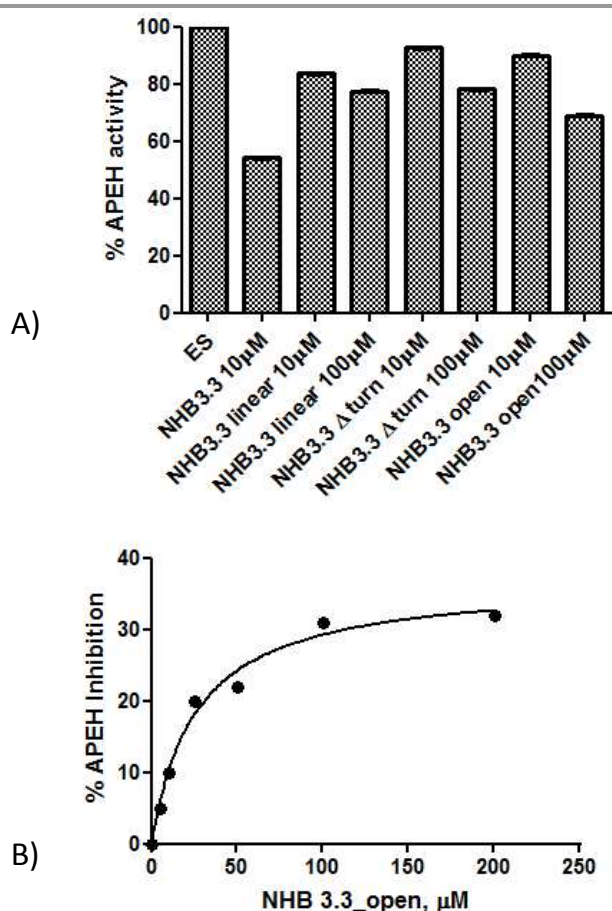 100
80
60
40
20
0
% APEH activity
A)
ES
NHB3.3 10μM
NHB3.3 linear 10μM
NHB3.3 linear 100μM
NHB3.3 Δ turn 10μM
NHB3.3 Δ turn 100μM
NHB3.3 open 10μM
NHB3.3 open100μM
40
30
20
10
0
% APEH Inhibition
B)
0 50 100 150 200 250
NHB 3.3_open, μM